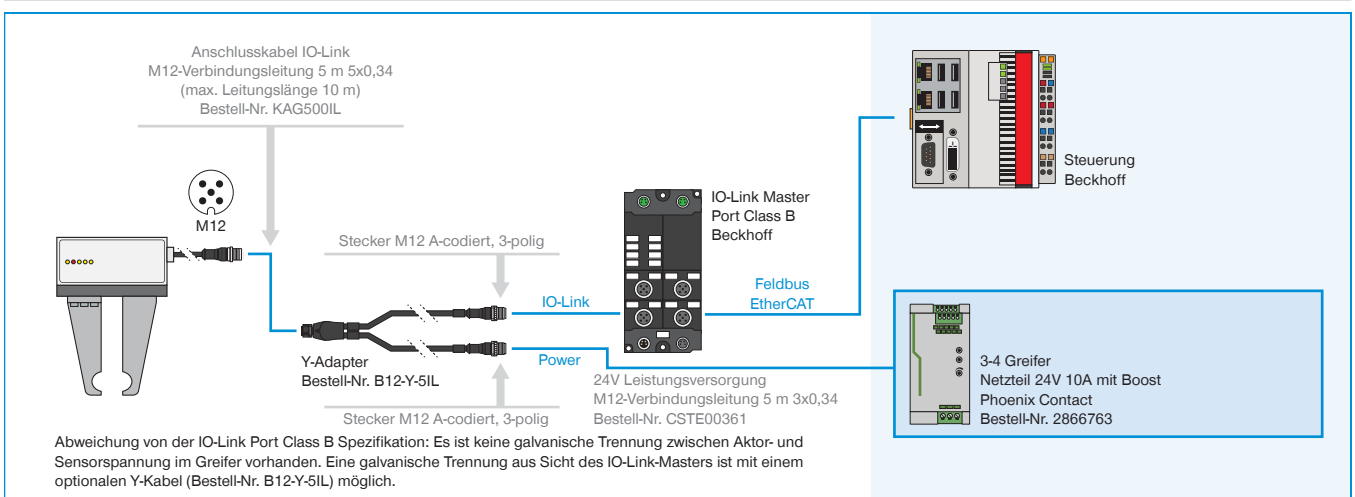 Anschlusskabel IO-Link
M12-Verbindungsleitung 5 m 5x0,34
(max. Leitungslänge 10 m)
Bestell-Nr. KAG500IL
M12
Stecker M12 A-codiert, 3-polig
IO-Link Master
Port Class B
Beckhoff
Steuerung
Beckhoff
IO-Link
Feldbus
EtherCAT
Y-Adapter
Bestell-Nr. B12-Y-5IL
Power
24V Leistungsversorgung
M12-Verbindungsleitung 5 m 3x0,34
Bestell-Nr. CSTE00361
3-4 Greifer
Netzteil 24V 10A mit Boost
Phoenix Contact
Bestell-Nr. 2866763
Stecker M12 A-codiert, 3-polig
Abweichung von der IO-Link Port Class B Spezifikation: Es ist keine galvanische Trennung zwischen Aktor- und
Sensorspannung im Greifer vorhanden. Eine galvanische Trennung aus Sicht des IO-Link-Masters ist mit einem
optionalen Y-Kabel (Bestell-Nr. B12-Y-5IL) möglich.